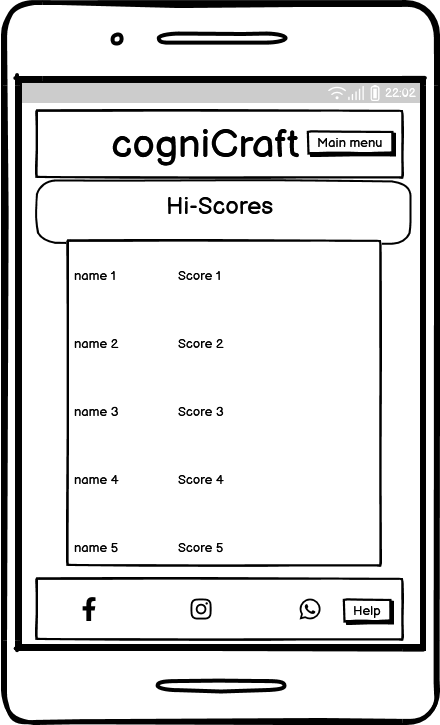 22:02
cogniCraft Main menu
Hi-Scores
name 1 Score 1
name 2 Score 2
name 3 Score 3
name 4 Score 4
name 5 Score 5
Help